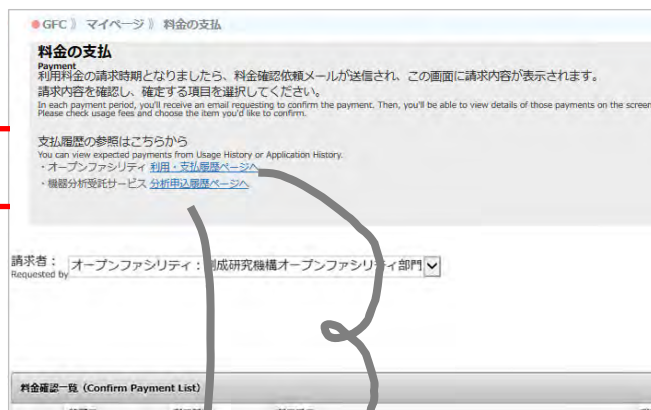 GFC 》 マイページ 》 料金の支払
料金の支払
Payment
利用料金の請求時期となりましたら、料金確認依頼メールが送信され、この画面に請求内容が表示されます。
請求内容を確認し、確定する項目を選択してください。
In each payment period, you'll receive an email requesting to confirm the payment. Then, you'll be able to view details of those payments on the screen
Please check usage fees and choose the item you'd like to confirm.
支払履歴の参照はこちらから
You can view expected payments from Usage History or Application History.
・オープンファシリティ 利用・支払履歴ページへ
・機器分析受託サービス 分析申込履歴ページへ
請求者：
オープンファシリティ：創成研究機構オープンファシリティ部門
Requested by
料金確認一覧（Confirm Payment List）